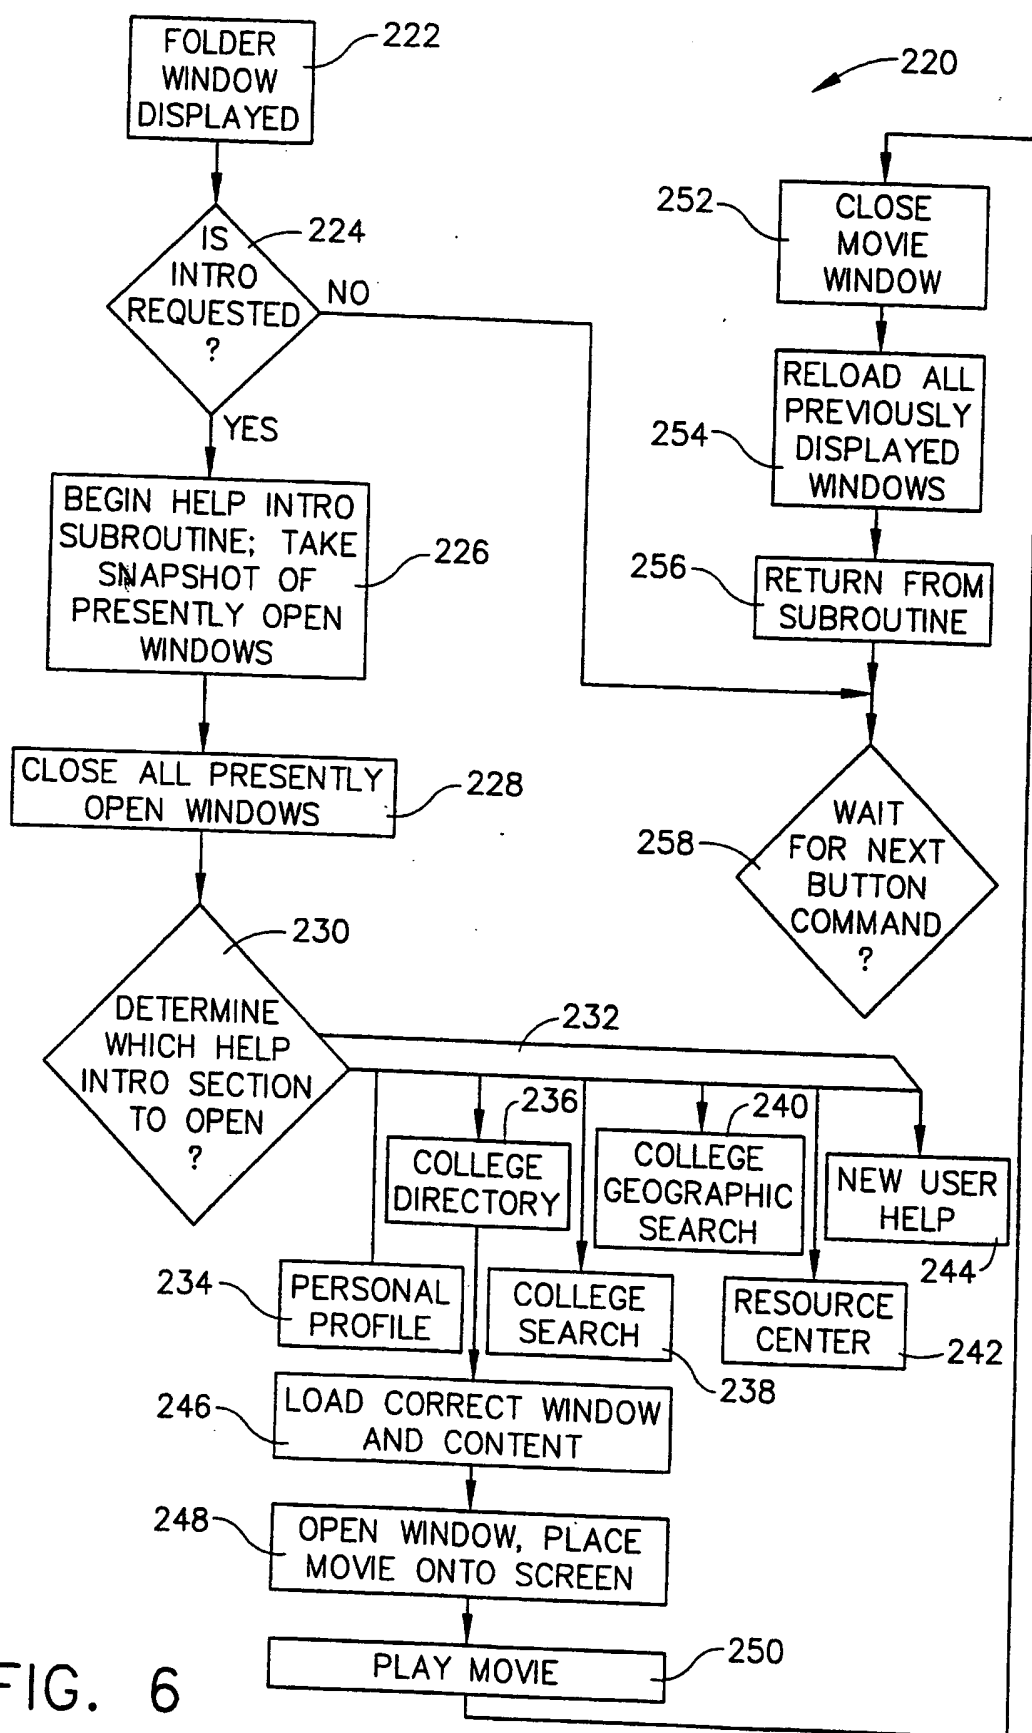 FOLDER
WINDOW
DISPLAYED
222
220
IS
INTRO
REQUESTED
?
224
NO
YES
BEGIN HELP INTRO
SUBROUTINE; TAKE
SNAPSHOT OF
PRESENTLY OPEN
WINDOWS
226
CLOSE ALL PRESENTLY
OPEN WINDOWS
228
230
DETERMINE
WHICH HELP
INTRO SECTION
TO OPEN
?
232
234
PERSONAL
PROFILE
236
COLLEGE
DIRECTORY
COLLEGE
SEARCH
238
240
COLLEGE
GEOGRAPHIC
SEARCH
RESOURCE
CENTER
242
NEW USER
HELP
244
246
LOAD CORRECT WINDOW
AND CONTENT
248
OPEN WINDOW, PLACE
MOVIE ONTO SCREEN
PLAY MOVIE
250
252
CLOSE
MOVIE
WINDOW
254
RELOAD ALL
PREVIOUSLY
DISPLAYED
WINDOWS
256
RETURN FROM
SUBROUTINE
258
WAIT
FOR NEXT
BUTTON
COMMAND
?
FIG. 6